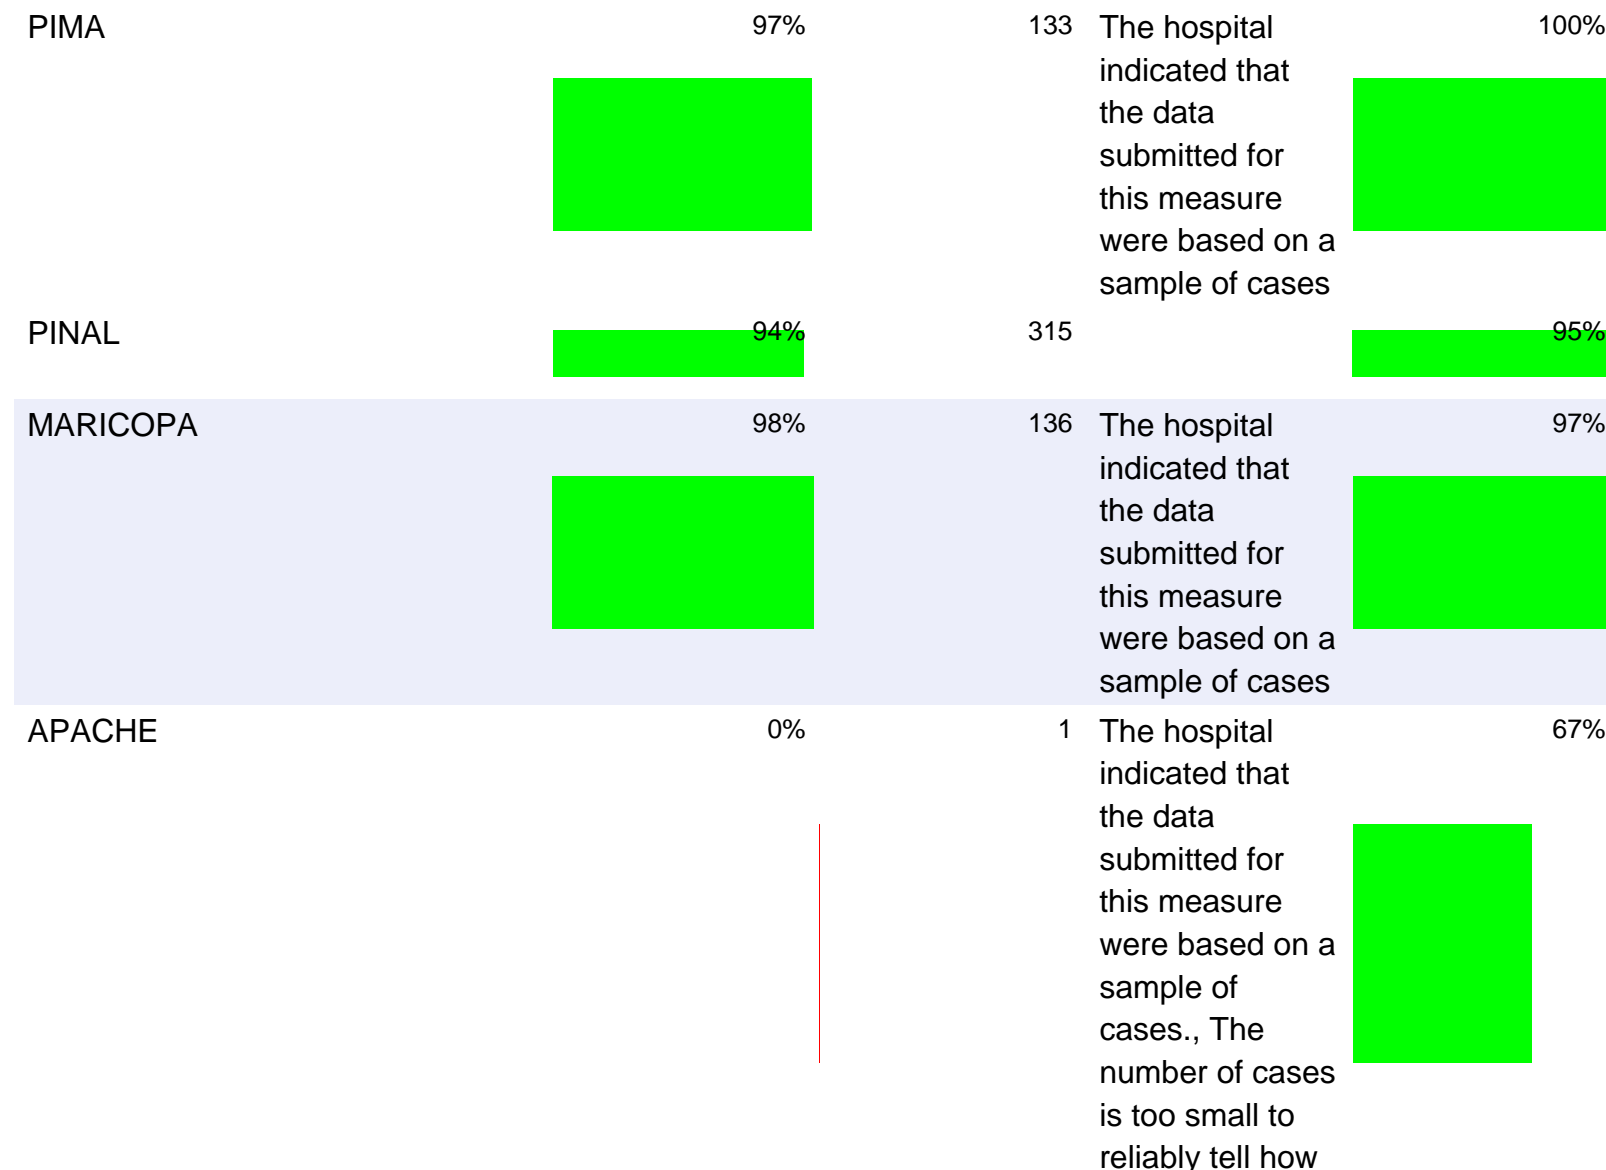 PIMA 97% 133 The hospital 100%
indicated that
the data
submitted for
this measure
were based on a
sample of cases
PINAL 94% 315 95%
MARICOPA 98% 136 The hospital 97%
indicated that
the data
submitted for
this measure
were based on a
sample of cases
APACHE 0% 1 The hospital 67%
indicated that
the data
submitted for
this measure
were based on a
sample of
cases., The
number of cases
is too small to
reliably tell how